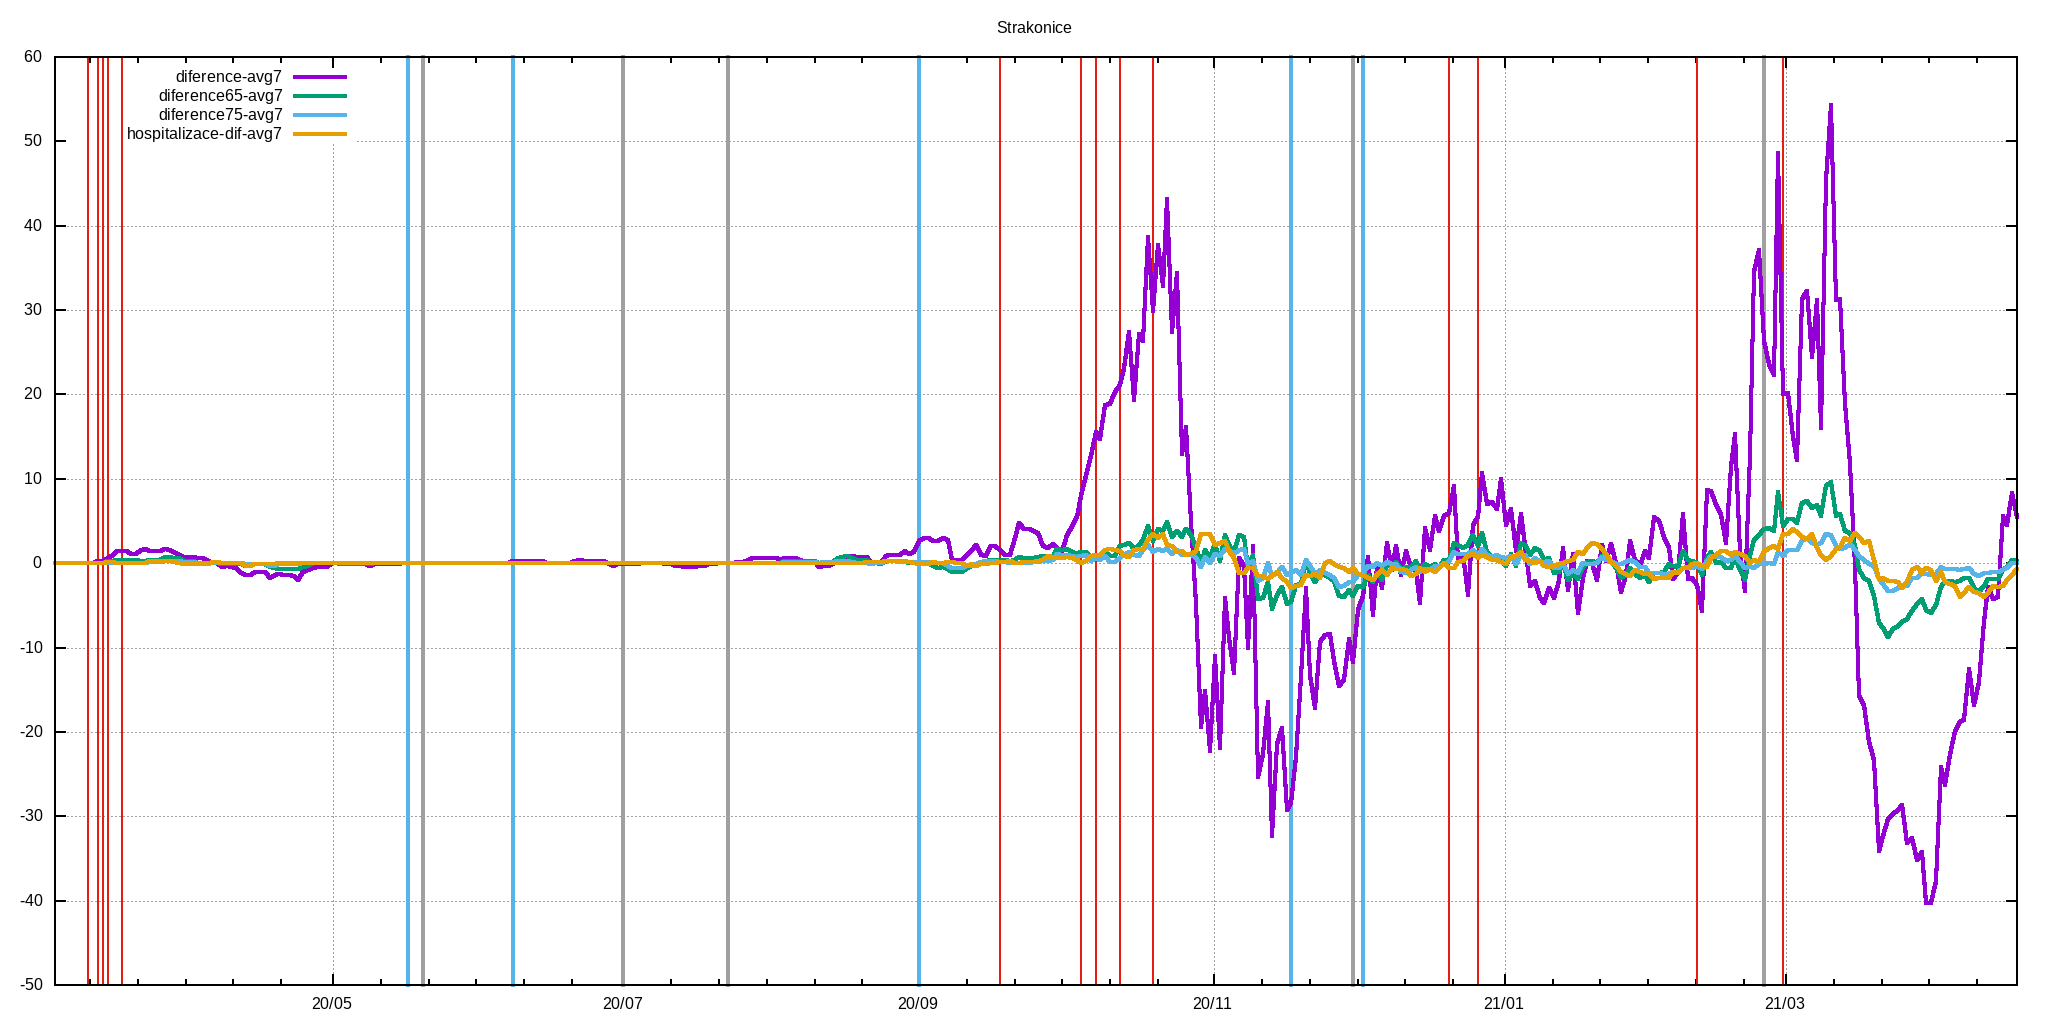 Strakonice
diference-avg7
diference65-avg7
diference75-avg7
hospitalizace-dif-avg7
60
50
40
30
20
10
0
-10
-20
-30
-40
-50
20/05 20/07 20/09 20/11 21/01 21/03